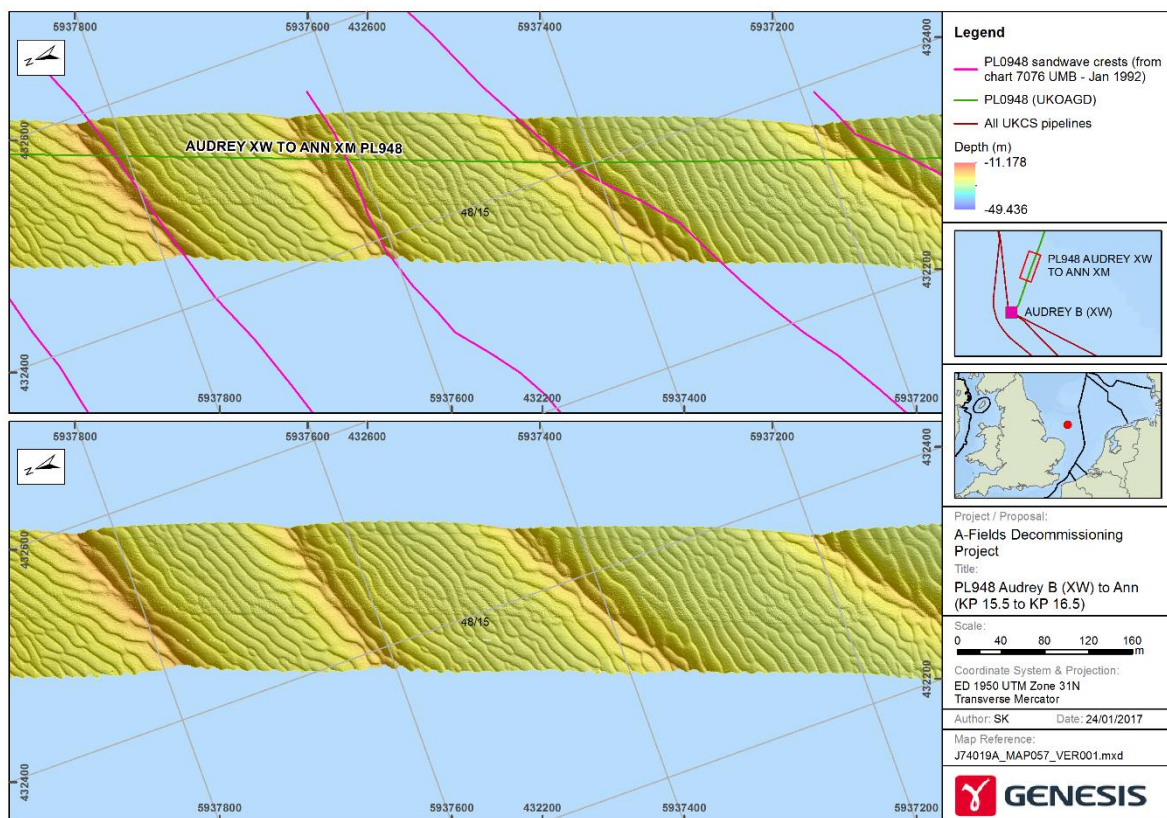 5937800
5937600
432600
5937400
5937200
432400
N
432600
AUDREY XW TO ANN XM PL948
48/15
432200
432400
5937800
5937600
432200
5937400
5937200
5937800
5937600
432600
5937400
5937200
432400
N
432600
48/15
432200
432400
5937800
5937600
432200
5937400
5937200
Legend
PL0948 sandwave crests (from
chart 7076 UMB - Jan 1992)
PL0948 (UKOAGD)
All UKCS pipelines
Depth (m)
-11.178
-49.436
PL948 AUDREY XW
TO ANN XM
AUDREY B (XW)
Project / Proposal:
A-Fields Decommissioning
Project
Title:
PL948 Audrey B (XW) to Ann
(KP 15.5 to KP 16.5)
Scale:
0 40 80 120 160
m
Coordinate System & Projection:
ED 1950 UTM Zone 31N
Transverse Mercator
Author: SK Date: 24/01/2017
Map Reference:
J74019A_MAP057_VER001.mxd
GENESIS